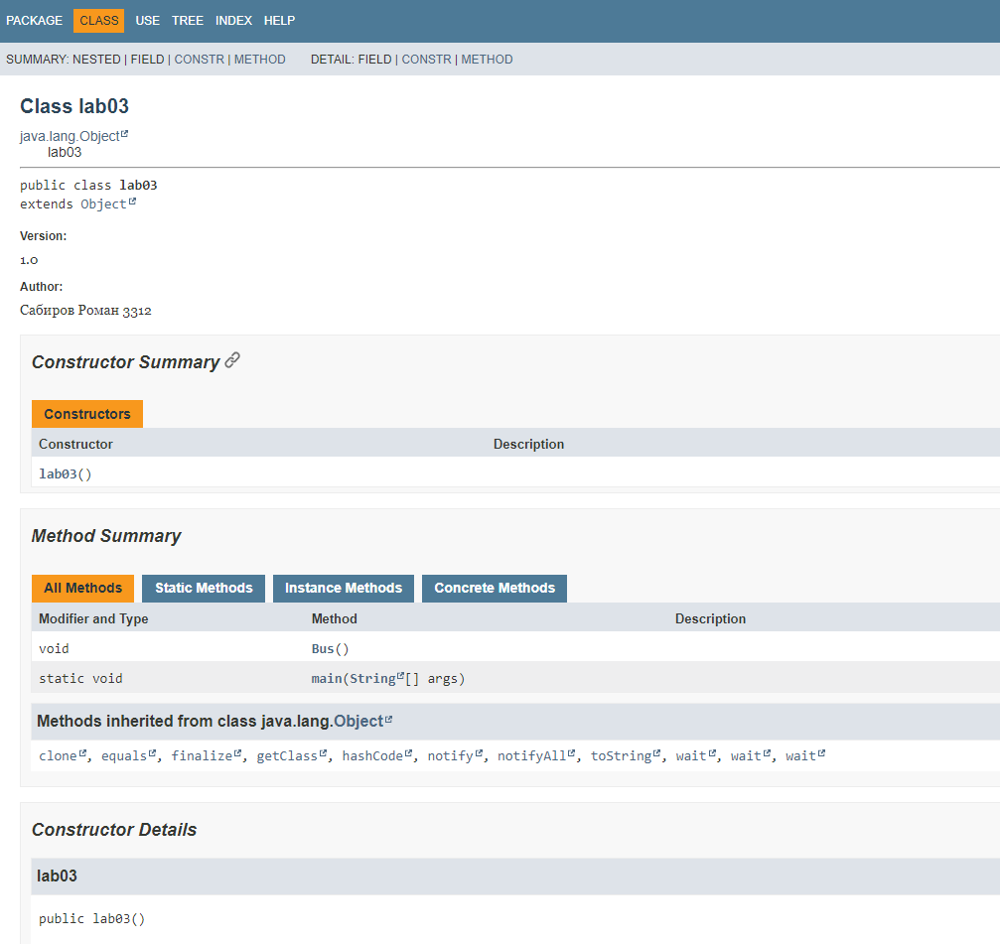 PACKAGE CLASS USE TREE INDEX HELP
SUMMARY: NESTED | FIELD | CONSTR | METHOD DETAIL: FIELD | CONSTR | METHOD
Class lab03
java.lang.Object
lab03
public class lab03
extends Object
Version:
1.0
Author:
Сабиров Роман 3312
Constructor Summary
Constructors
Constructor Description
lab03()
Method Summary
All Methods Static Methods Instance Methods Concrete Methods
Modifier and Type Method Description
void Bus()
static void main(String[] args)
Methods inherited from class java.lang.Object
clone, equals, finalize, getClass, hashCode, notify, notifyAll, toString, wait, wait, wait
Constructor Details
lab03
public lab03()